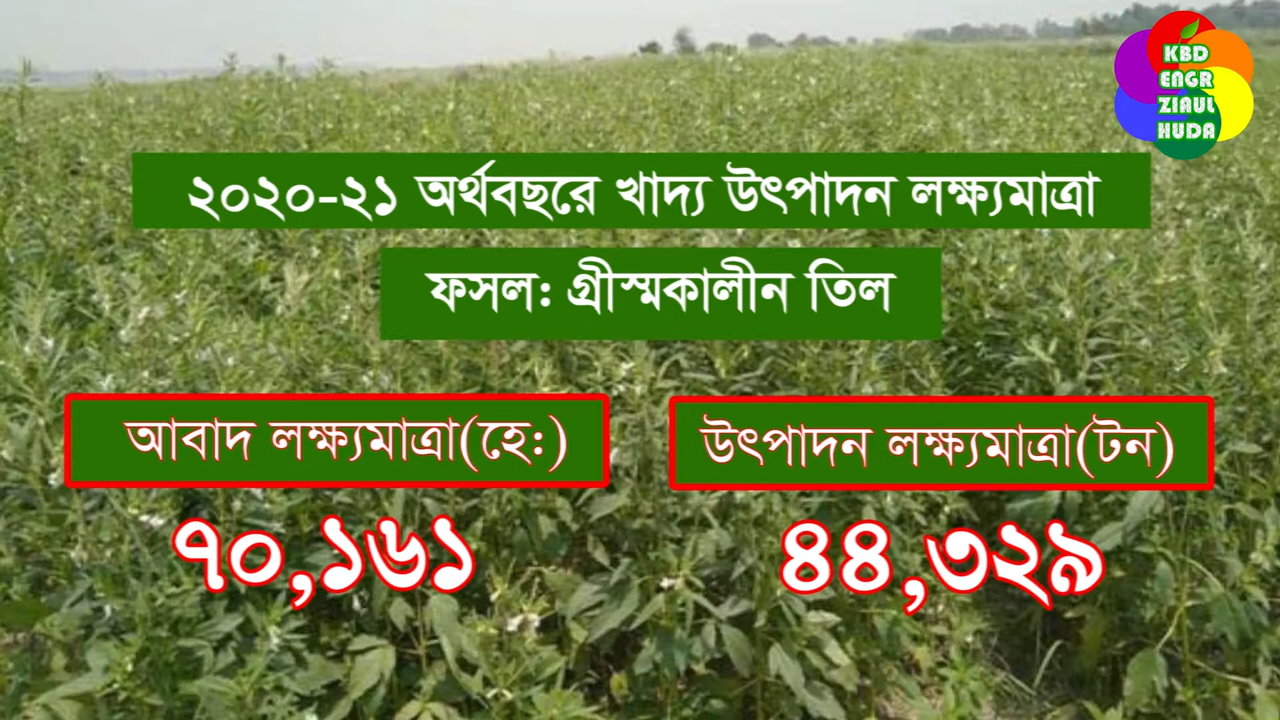 KBD
ENGR
ZIAUL
HUDA
২০২০-২১ অর্থবছরে খাদ্য উৎপাদন লক্ষ্যমাত্রা
ফসল: গ্রীস্মকালীন তিল
আবাদ লক্ষ্যমাত্রা(হে:)
উৎপাদন লক্ষ্যমাত্রা(টন)
৭০,১৬১
৪৪,৩২৯